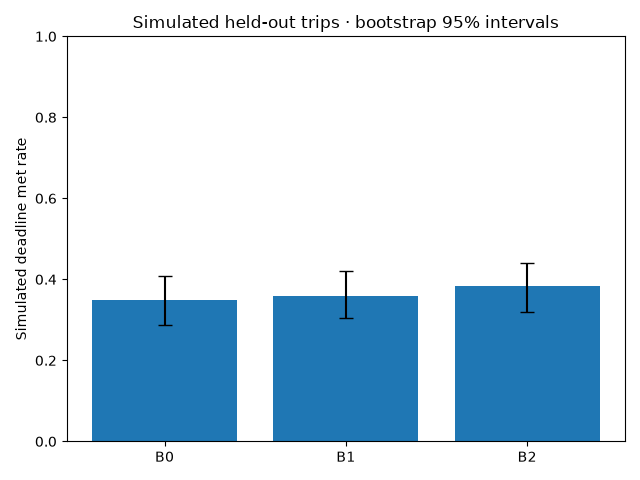 Simulated held-out trips · bootstrap 95% intervals
Simulated deadline met rate
1.0
0.8
0.6
0.4
0.2
0.0
B0
B1
B2